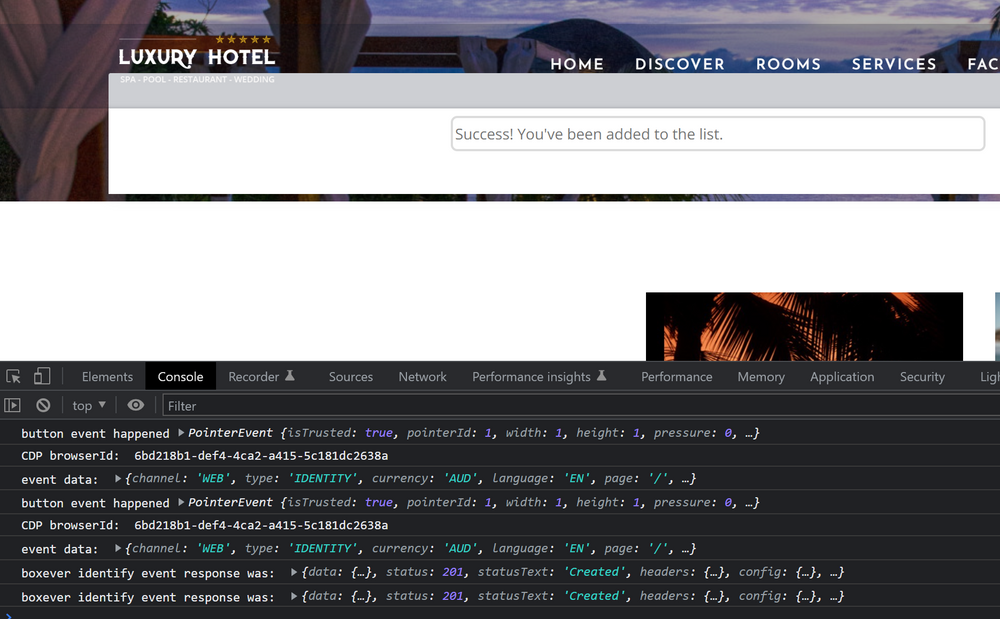 LUXURY HOTEL
SPA - POOL - RESTAURANT - WEDDING
HOME DISCOVER ROOMS SERVICES FAC
Success! You've been added to the list.
Elements Console Recorder Sources Network Performance insights Performance Memory Application Security Ligh
top Filter
button event happened PointerEvent {isTrusted: true, pointerId: 1, width: 1, height: 1, pressure: 0, …}
CDP browserId: 6bd218b1-def4-4ca2-a415-5c181dc2638a
event data: {channel: 'WEB', type: 'IDENTITY', currency: 'AUD', language: 'EN', page: '/', …}
button event happened PointerEvent {isTrusted: true, pointerId: 1, width: 1, height: 1, pressure: 0, …}
CDP browserId: 6bd218b1-def4-4ca2-a415-5c181dc2638a
event data: {channel: 'WEB', type: 'IDENTITY', currency: 'AUD', language: 'EN', page: '/', …}
boxever identify event response was: {data: {…}, status: 201, statusText: 'Created', headers: {…}, config: {…}, …}
boxever identify event response was: {data: {…}, status: 201, statusText: 'Created', headers: {…}, config: {…}, …}